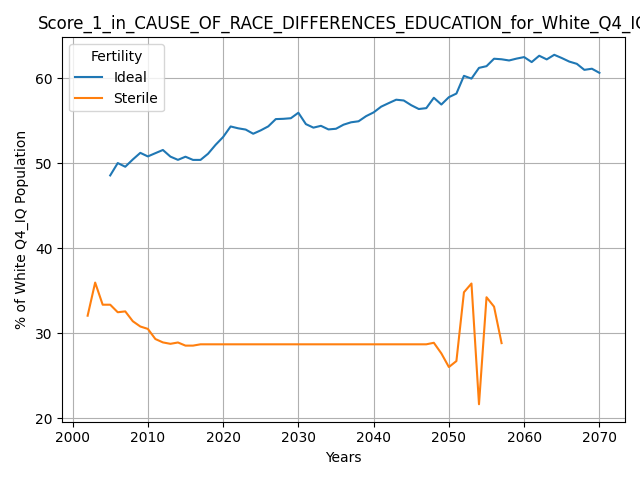 Score_1_in_CAUSE_OF_RACE_DIFFERENCES_EDUCATION_for_White_Q4_IQ
Fertility
Ideal
Sterile
% of White Q4_IQ Population
60
50
40
30
20
2000 2010 2020 2030 2040 2050 2060 2070
Years